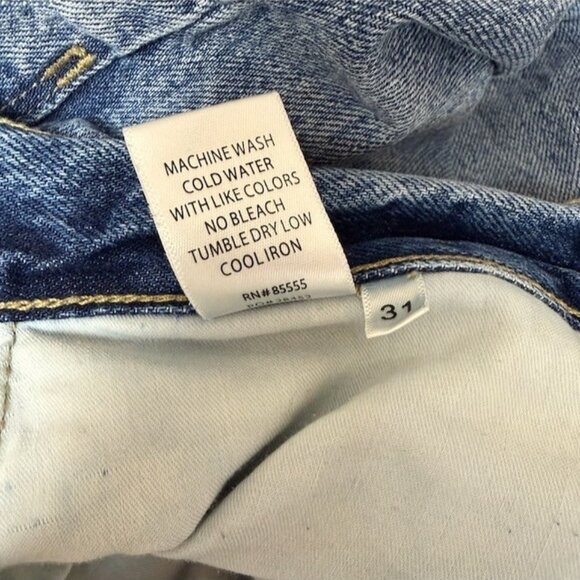 MACHINE WASH
COLD WATER
WITH LIKE COLORS
NO BLEACH
TUMBLE DRY LOW
COOL IRON
RN# 85555
31